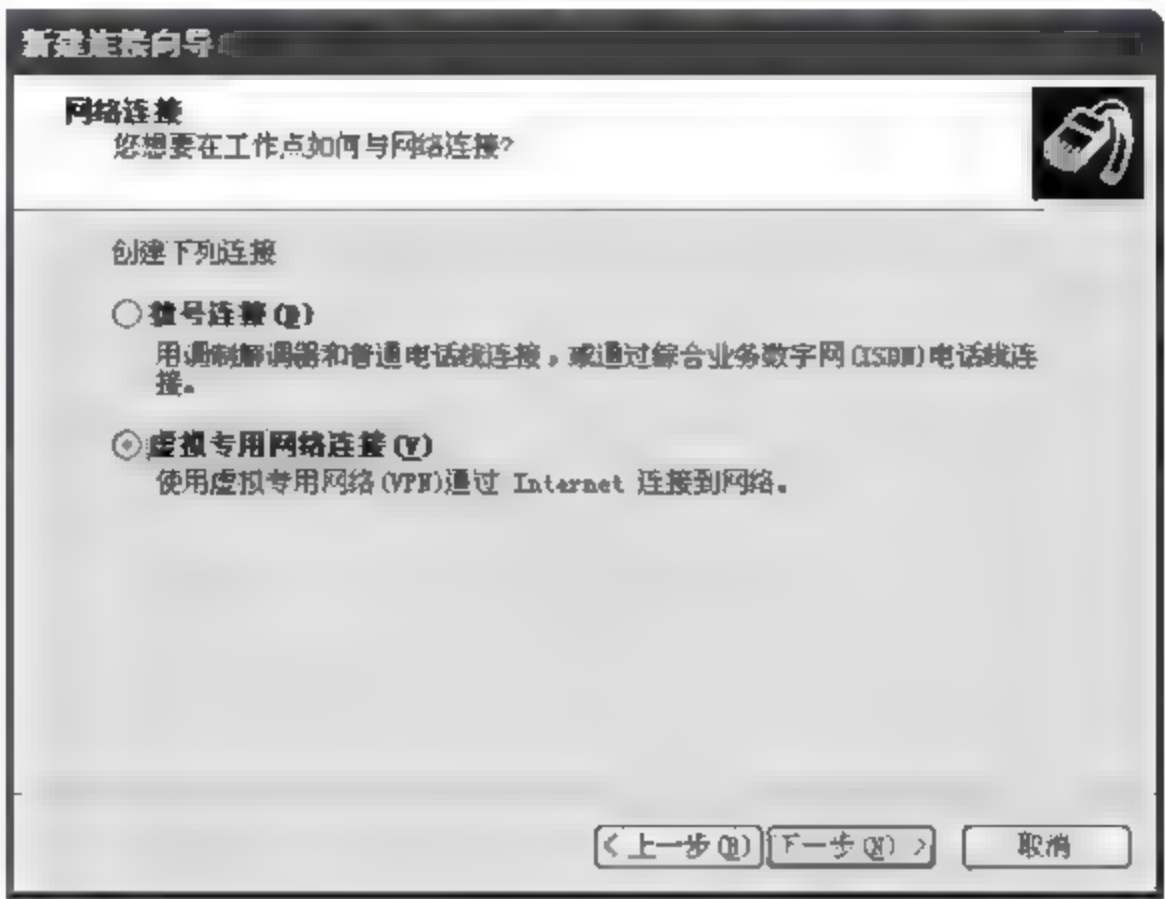 新建连接向导
网络连接
您想要在工作点如何与网络连接?
创建下列连接
拨号连接(D)
用调制解调器和普通电话线连接，或通过综合业务数字网(ISDN)电话线连
接。
虚拟专用网络连接(V)
使用虚拟专用网络(VPN)通过 Internet 连接到网络。
< 上一步(B) 下一步(N) > 取消